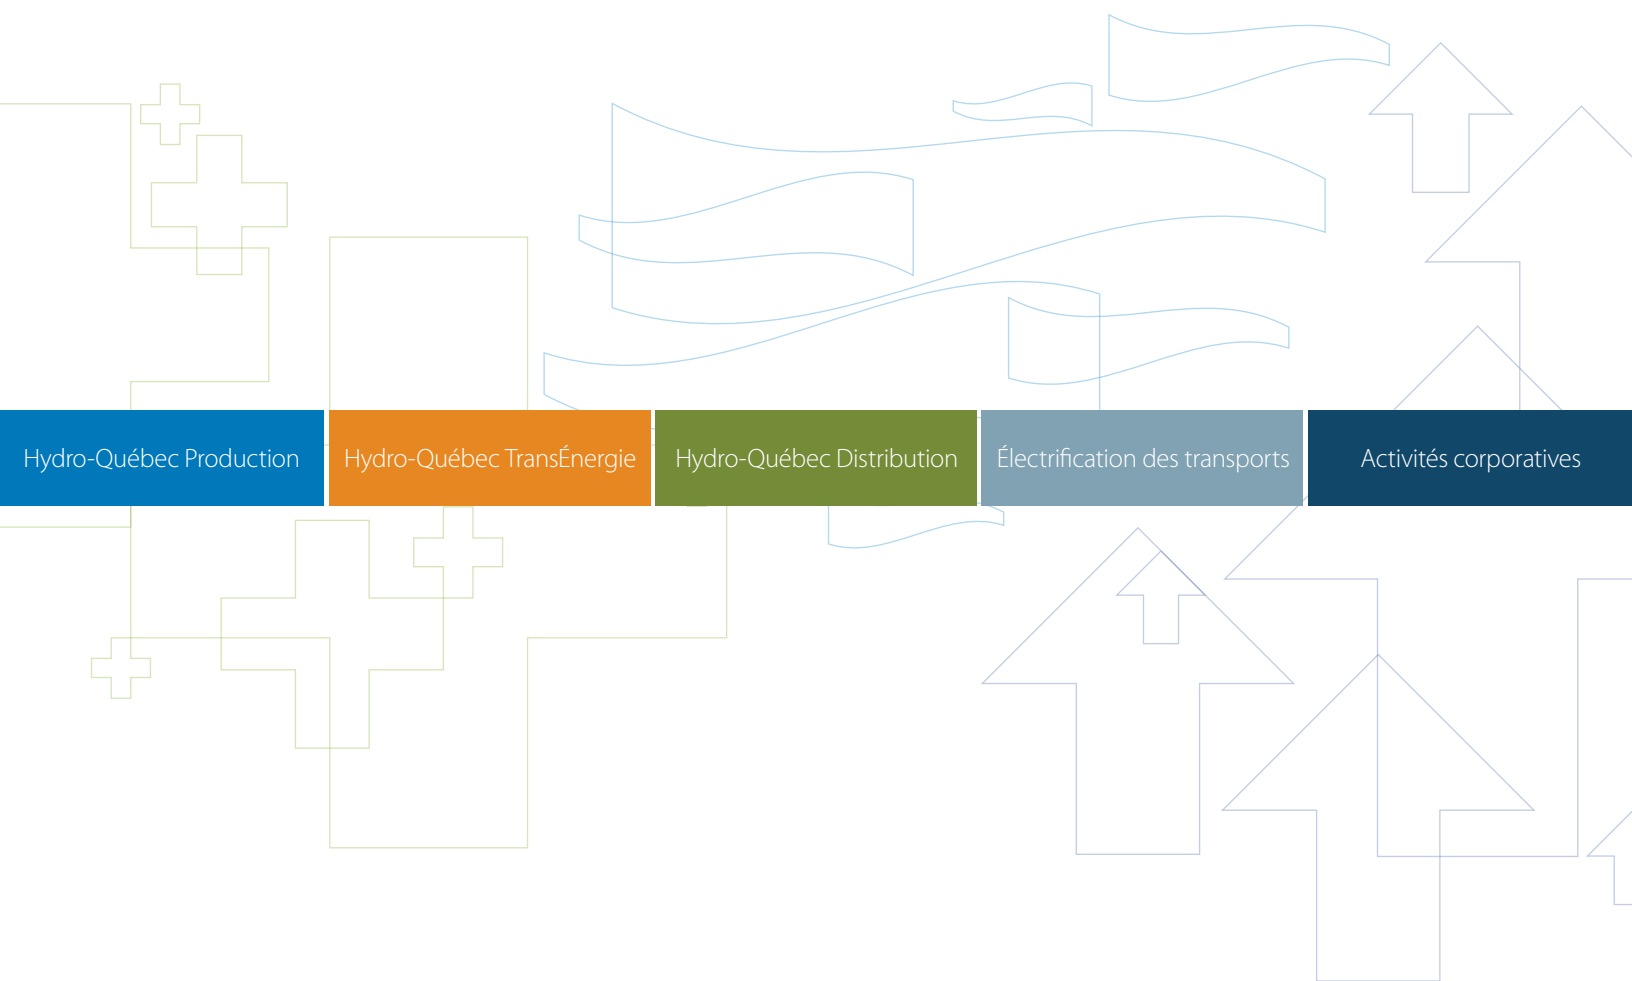 Hydro-Québec Production
Hydro-Québec TransÉnergie
Hydro-Québec Distribution
Électrification des transports
Activités corporatives